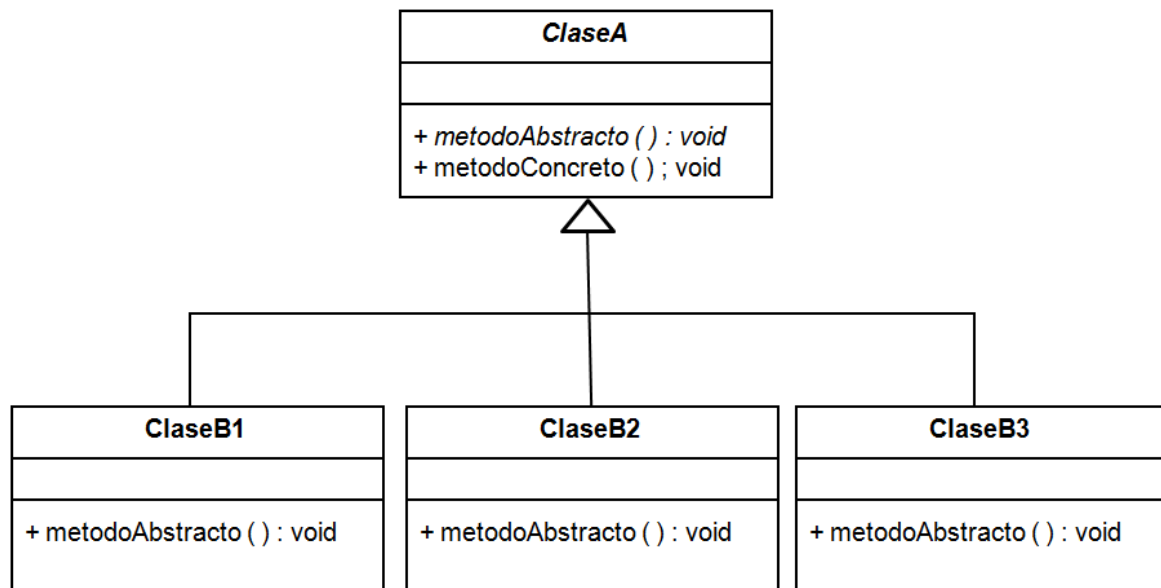 ClaseA
+ metodoAbstracto ( ) : void
+ metodoConcreto ( ) ; void
ClaseB1
ClaseB2
ClaseB3
+ metodoAbstracto ( ) : void
+ metodoAbstracto ( ) : void
+ metodoAbstracto ( ) : void